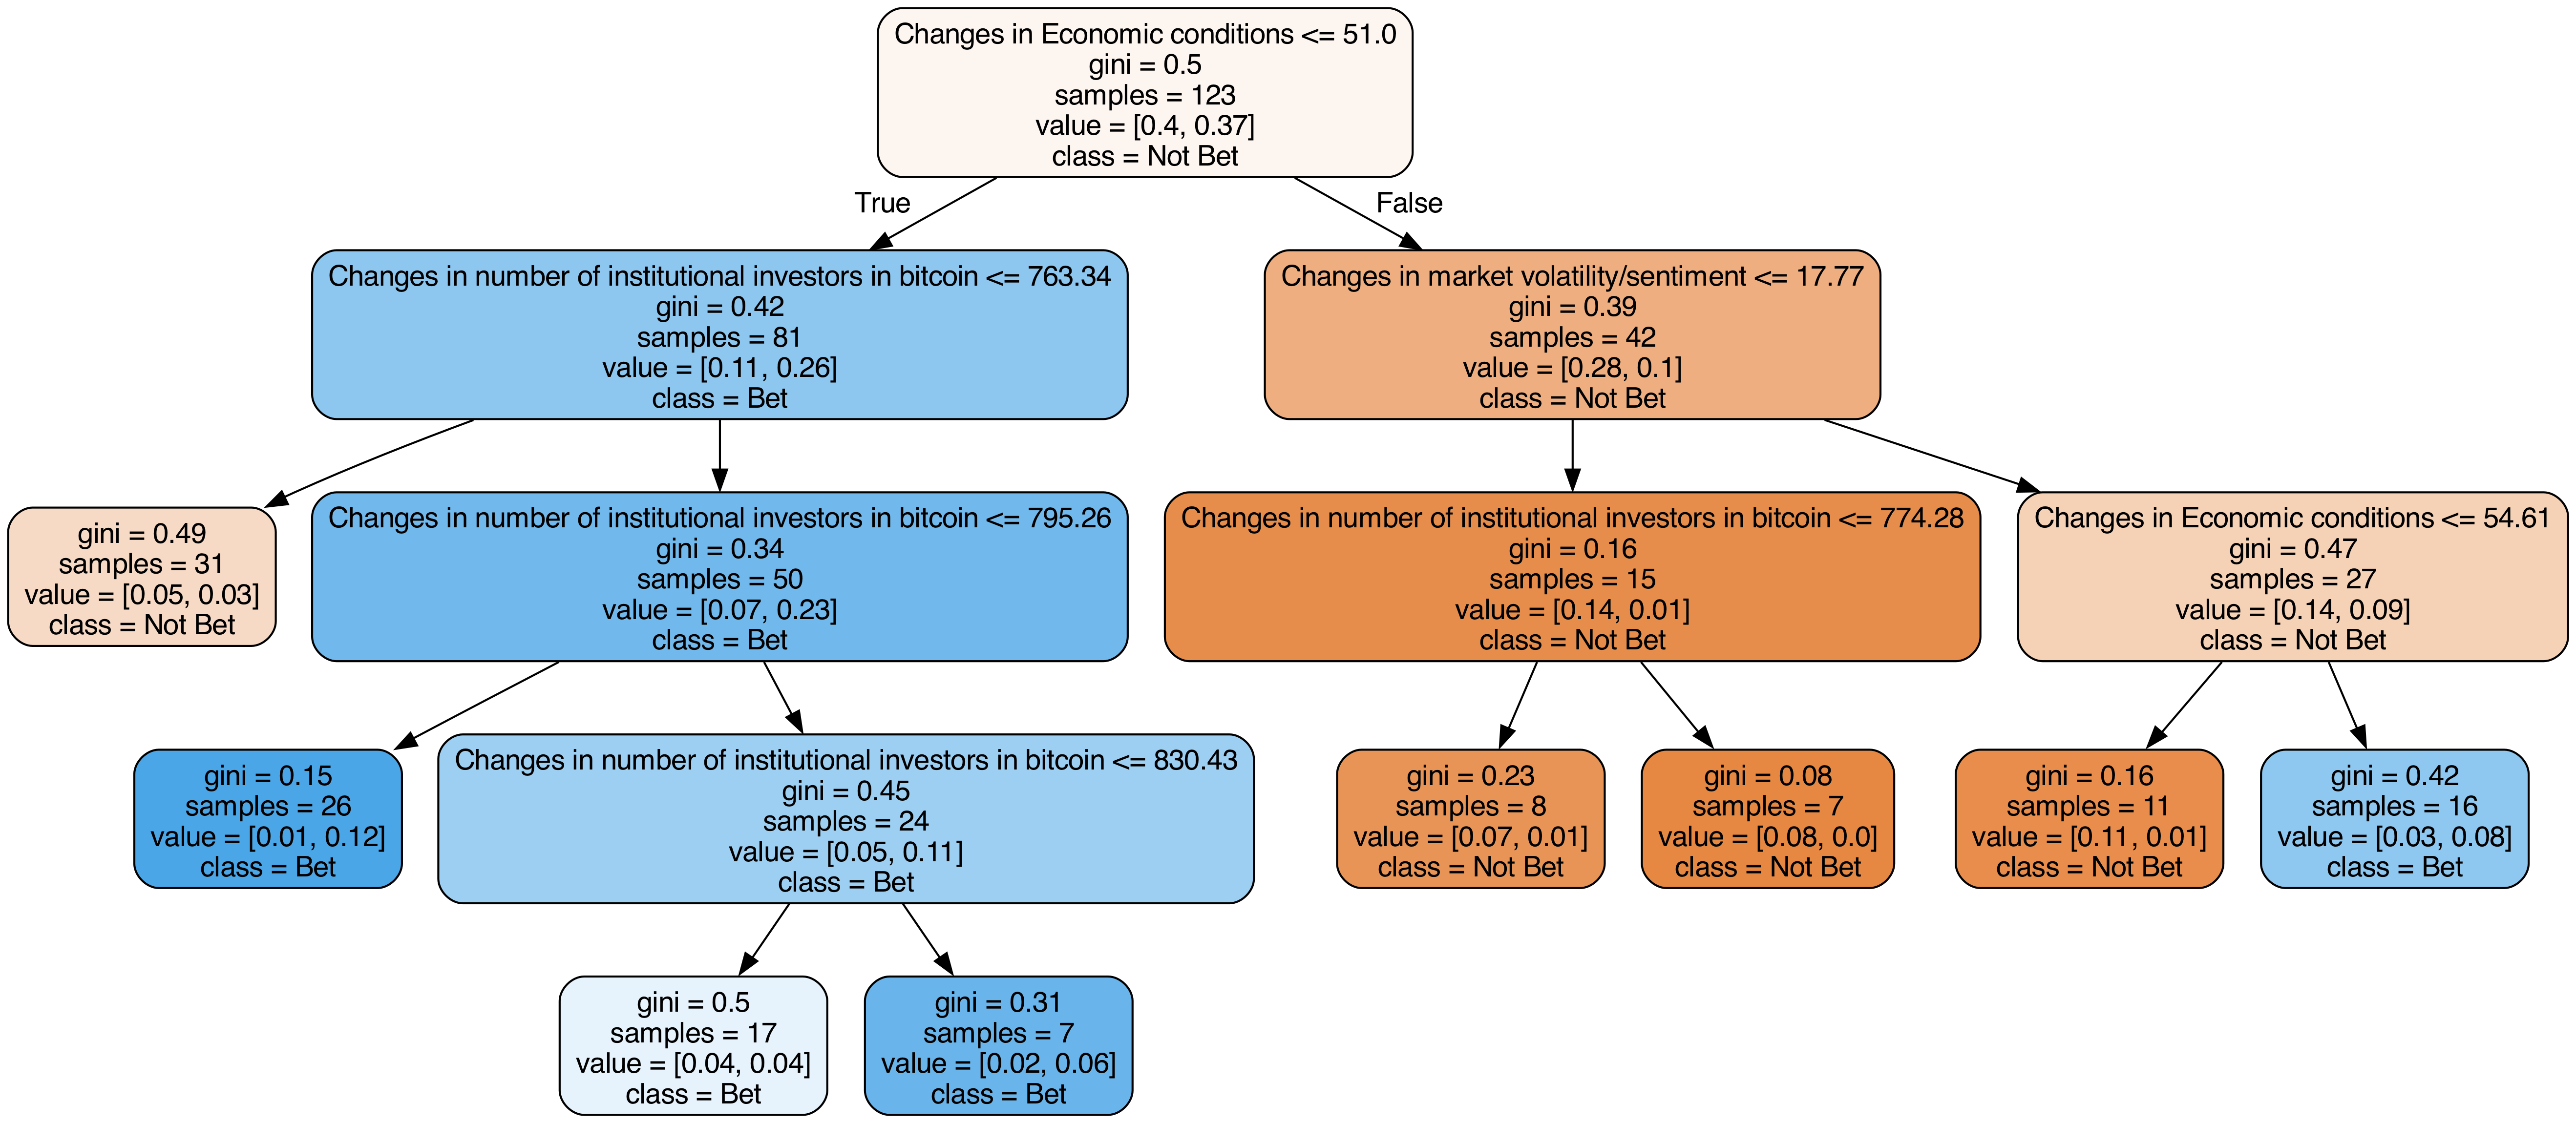 Changes in Economic conditions <= 51.0
gini = 0.5
samples = 123
value = [0.4, 0.37]
class = Not Bet
True
False
Changes in number of institutional investors in bitcoin <= 763.34
gini = 0.42
samples = 81
value = [0.11, 0.26]
class = Bet
Changes in market volatility/sentiment <= 17.77
gini = 0.39
samples = 42
value = [0.28, 0.1]
class = Not Bet
gini = 0.49
samples = 31
value = [0.05, 0.03]
class = Not Bet
Changes in number of institutional investors in bitcoin <= 795.26
gini = 0.34
samples = 50
value = [0.07, 0.23]
class = Bet
Changes in number of institutional investors in bitcoin <= 774.28
gini = 0.16
samples = 15
value = [0.14, 0.01]
class = Not Bet
Changes in Economic conditions <= 54.61
gini = 0.47
samples = 27
value = [0.14, 0.09]
class = Not Bet
gini = 0.15
samples = 26
value = [0.01, 0.12]
class = Bet
Changes in number of institutional investors in bitcoin <= 830.43
gini = 0.45
samples = 24
value = [0.05, 0.11]
class = Bet
gini = 0.23
samples = 8
value = [0.07, 0.01]
class = Not Bet
gini = 0.08
samples = 7
value = [0.08, 0.0]
class = Not Bet
gini = 0.16
samples = 11
value = [0.11, 0.01]
class = Not Bet
gini = 0.42
samples = 16
value = [0.03, 0.08]
class = Bet
gini = 0.5
samples = 17
value = [0.04, 0.04]
class = Bet
gini = 0.31
samples = 7
value = [0.02, 0.06]
class = Bet